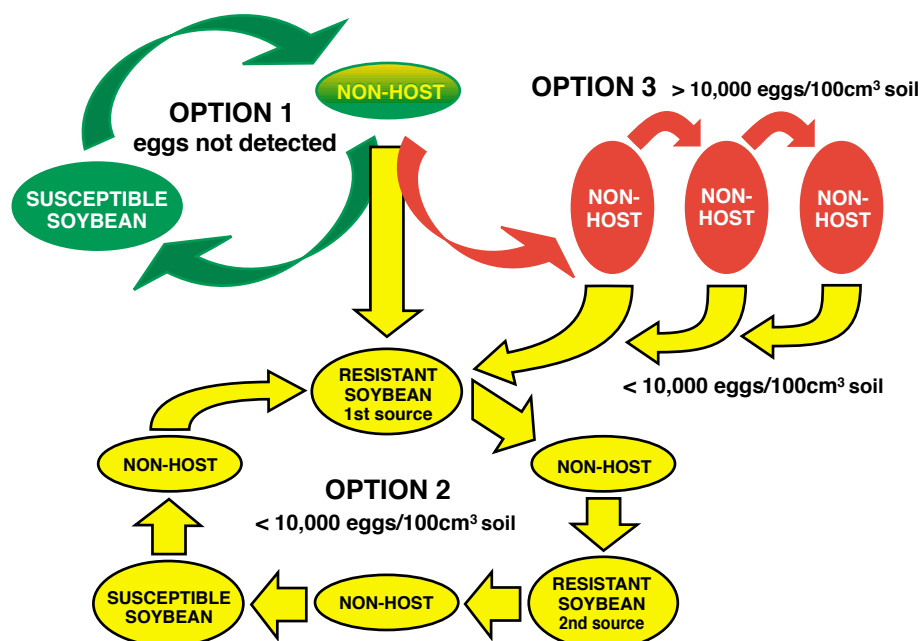 NON-HOST
OPTION 1
eggs not detected
SUSCEPTIBLE
SOYBEAN
OPTION 3 > 10,000 eggs/100cm³ soil
NON-
HOST
NON-
HOST
NON-
HOST
< 10,000 eggs/100cm³ soil
RESISTANT
SOYBEAN
1st source
NON-HOST
NON-HOST
OPTION 2
< 10,000 eggs/100cm³ soil
SUSCEPTIBLE
SOYBEAN
NON-HOST
RESISTANT
SOYBEAN
2nd source